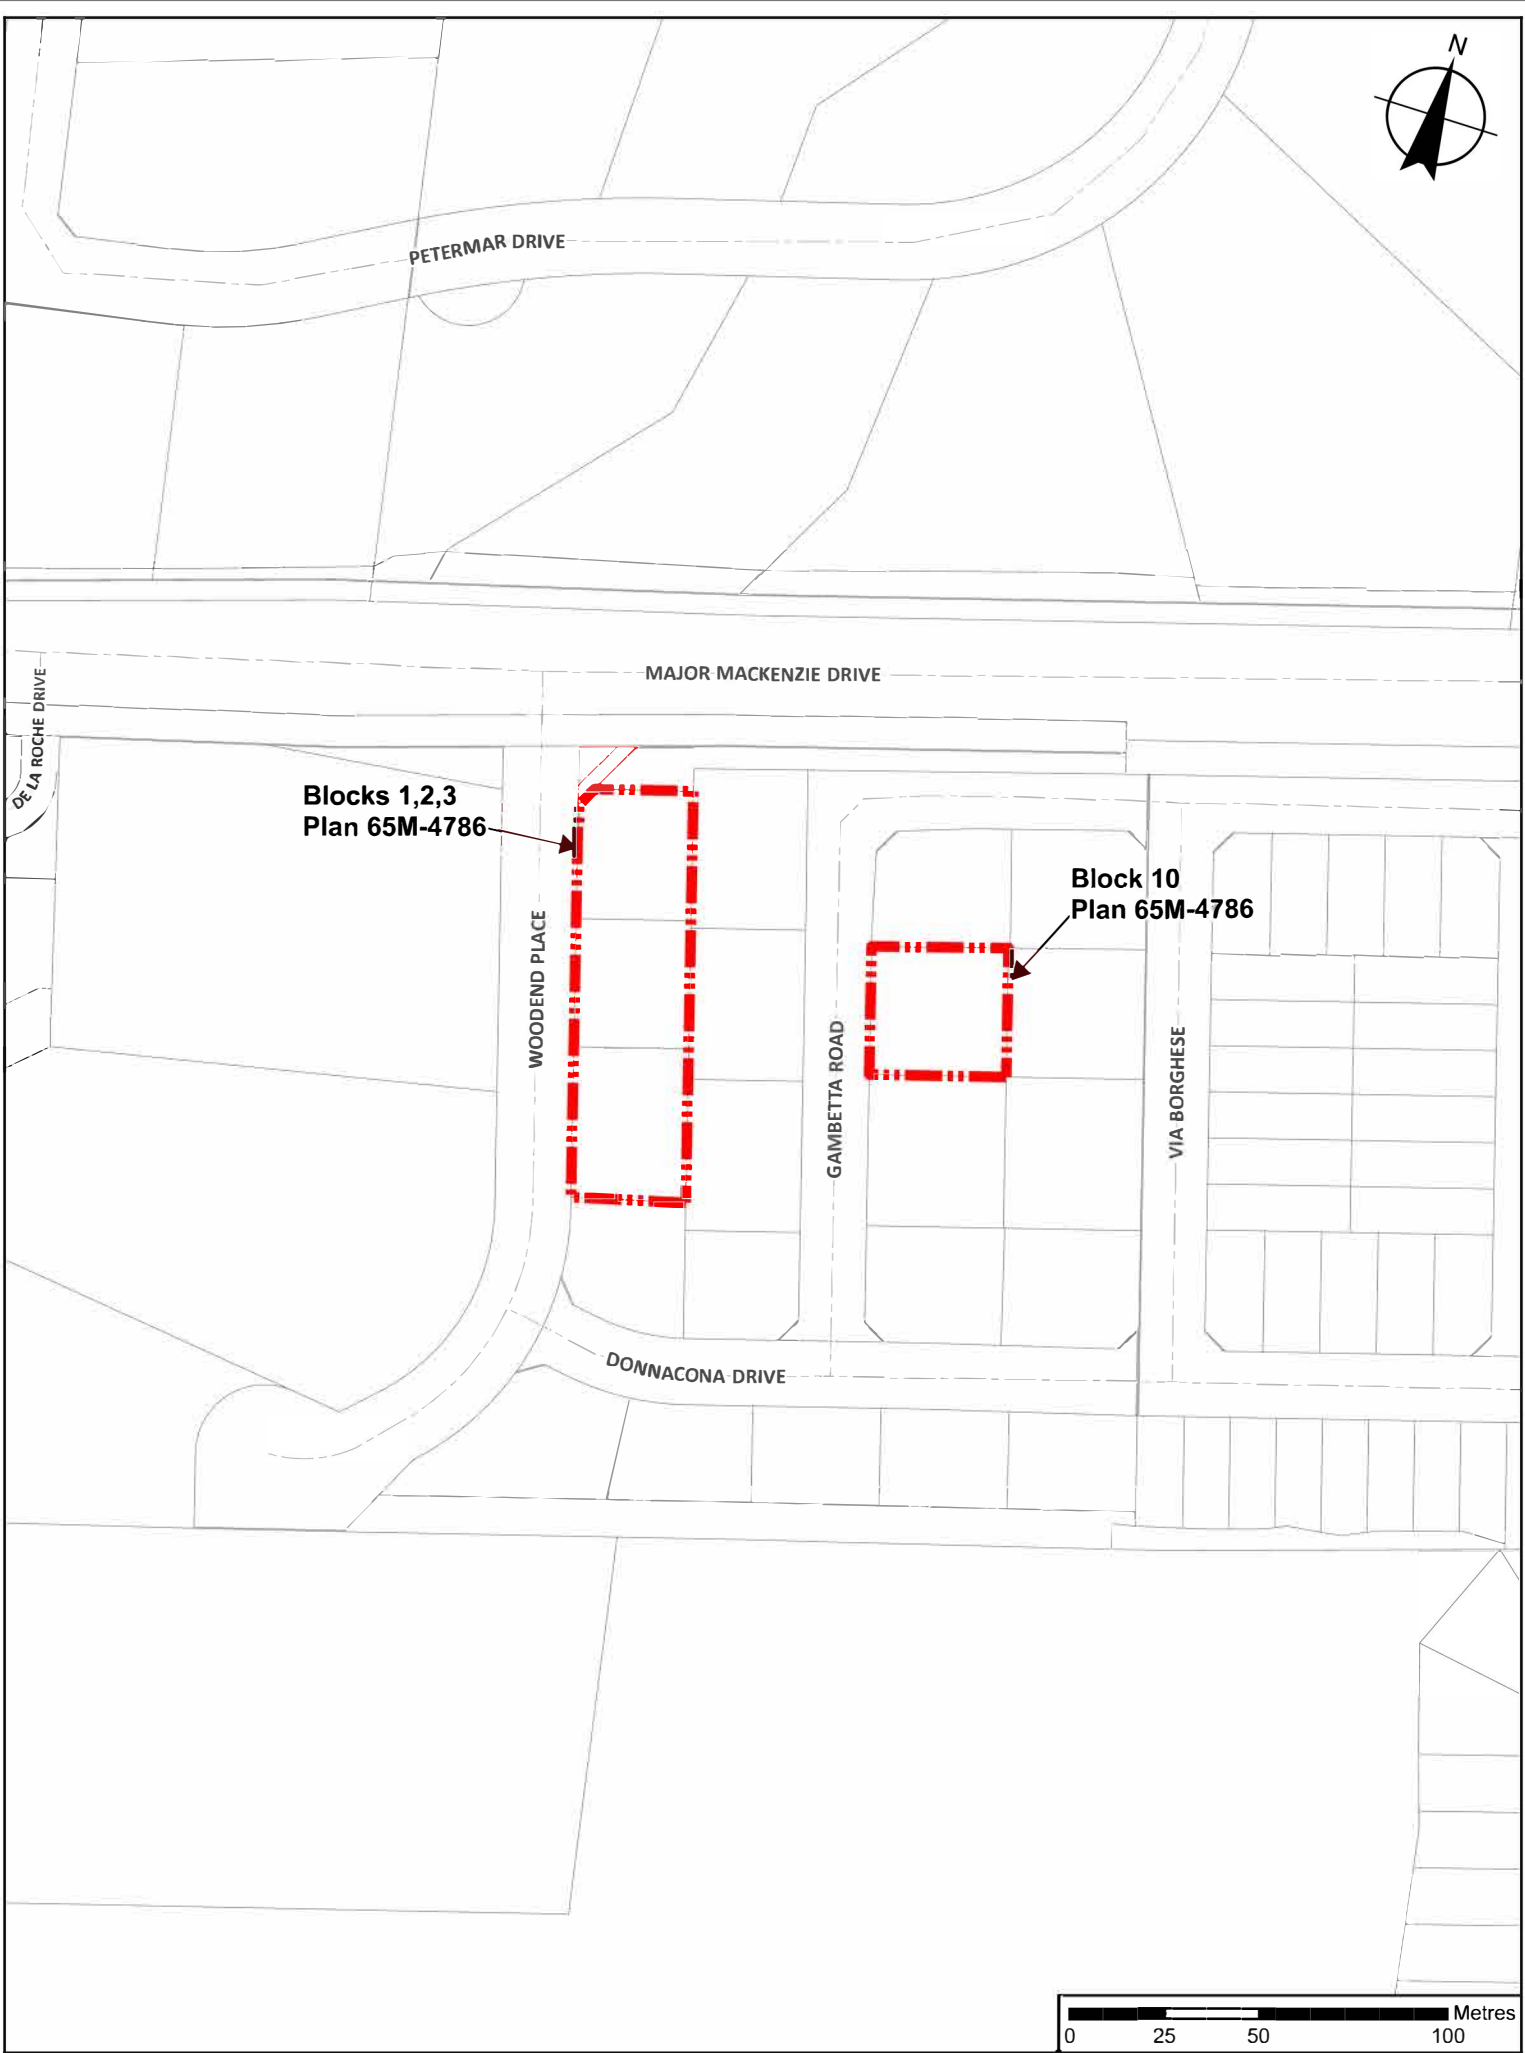 N
PETERMAR DRIVE
MAJOR MACKENZIE DRIVE
DE LA ROCHE DRIVE
Blocks 1,2,3
Plan 65M-4786
Block 10
Plan 65M-4786
WOODEND PLACE
GAMBETTA ROAD
VIA BORGHESE
DONNACONA DRIVE
Metres
0 25 50 100